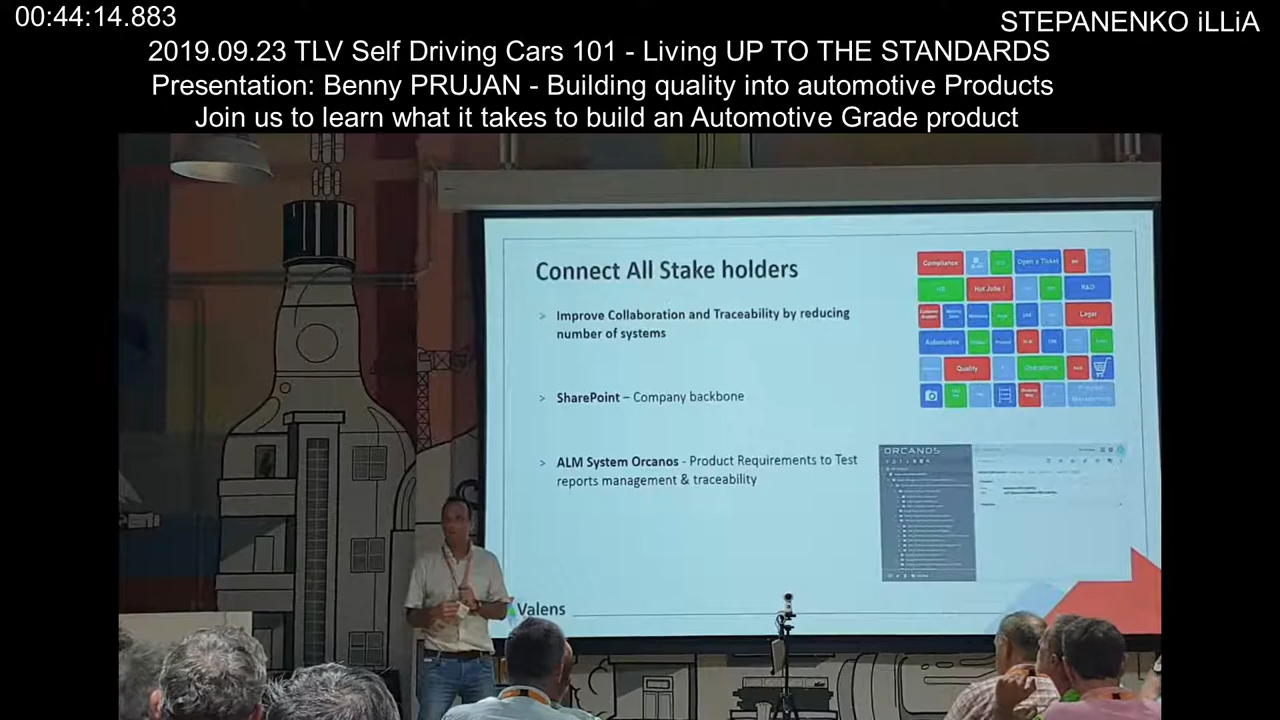 00:44:14.883
STEPANENKO iLLiA
2019.09.23 TLV Self Driving Cars 101 - Living UP TO THE STANDARDS
Presentation: Benny PRUJAN - Building quality into automotive Products
Join us to learn what it takes to build an Automotive Grade product
Connect All Stake holders
> Improve Collaboration and Traceability by reducing
number of systems
> SharePoint – Company backbone
> ALM System Orcanos - Product Requirements to Test
reports management & traceability
Compliance
Open a Ticket
HR
Hot Jobs !
R&D
Legal
Automotive
Quality
Operations
ORCANOS
Valens